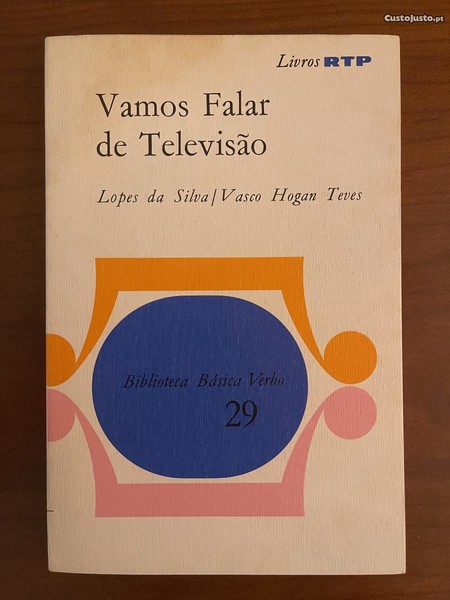 CustoJusto.pt
Livros RTP
Vamos Falar
de Televisão
Lopes da Silva/Vasco Hogan Teves
Biblioteca Básica Verbo
29